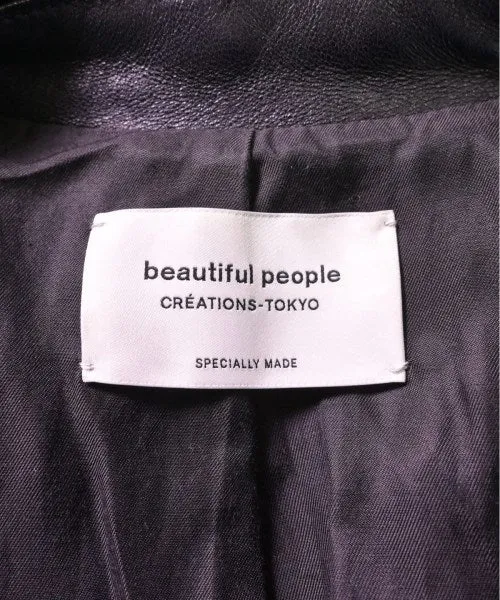 beautiful people
CRÉATIONS-TOKYO
SPECIALLY MADE